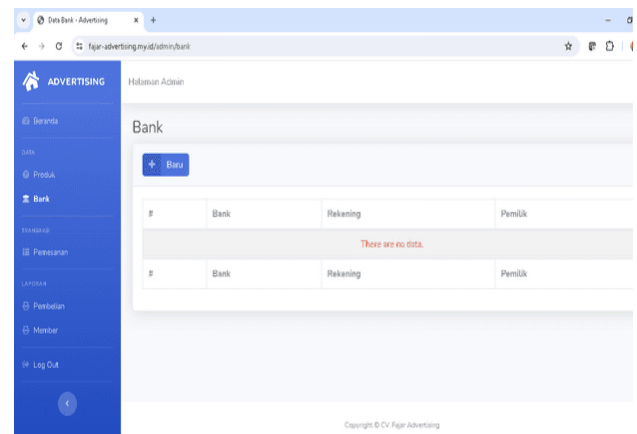 Data Bank - Advertising
fajar-advertising.my.id/admin/bank
ADVERTISING
Halaman Admin
Beranda
Bank
DATA
Baru
Produk
Bank
# Bank Rekening Pemilik
TRANSAKSI
There are no data.
Pemesanan
# Bank Rekening Pemilik
LAPORAN
Pembelian
Member
Log Out
Copyright © CV. Fajar Advertising